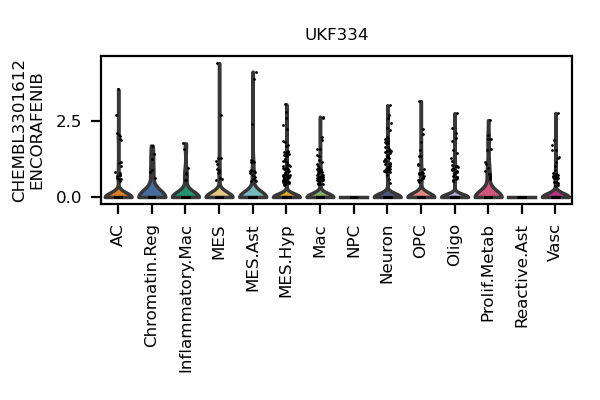 UKF334
CHEMBL3301612
ENCORAFENIB
2.5
0.0
AC
Chromatin.Reg
Inflammatory.Mac
MES
MES.Ast
MES.Hyp
Mac
NPC
Neuron
OPC
Oligo
Prolif.Metab
Reactive.Ast
Vasc